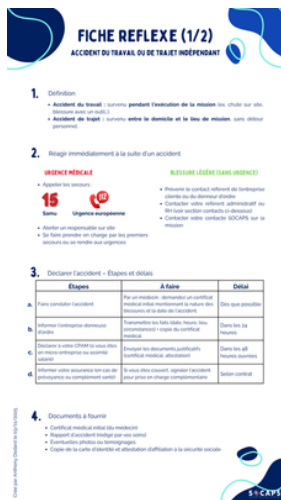 FICHE REFLEXE (1/2)
ACCIDENT DU TRAVAIL OU DE TRAJET INDÉPENDANT
1. Définition
• Accident du travail : survenu pendant l'exécution de la mission (ex: chute sur site, blessure avec un outil...).
• Accident de trajet : survenu entre le domicile et le lieu de mission, sans détour personnel.
2. Réagir immédiatement à la suite d'un accident
URGENCE MÉDICALE
• Appeler les secours :
15
Samu
112
Urgence européenne
• Alerter un responsable sur site
• Se faire prendre en charge par les premiers secours ou se rendre aux urgences
BLESSURE LÉGÈRE (SANS URGENCE)
• Prévenir le contact référent de l'entreprise cliente ou du donneur d'ordre
• Contacter votre référent administratif ou RH (voir section contacts ci-dessous)
• Contacter votre contacte SOCAPS sur la mission
3. Déclarer l'accident – Étapes et délais
Étapes
À faire
Délai
a.
Faire constater l'accident
Par un médecin : demandez un certificat médical initial mentionnant la nature des blessures et la date de l'accident.
Dès que possible
b.
Informer l'entreprise donneuse d'ordre
Transmettez les faits (date, heure, lieu, circonstances) + copie du certificat médical
Dans les 24 heures
c.
Déclarer à votre CPAM (si vous êtes en micro-entreprise ou assimilé salarié)
Envoyer les documents justificatifs (certificat médical, attestation)
Dans les 48 heures ouvrées
d.
Informer votre assurance (en cas de prévoyance ou complément santé)
Si vous êtes couvert, signaler l'accident pour prise en charge complémentaire
Selon contrat
4. Documents à fournir
• Certificat médical initial (du médecin)
• Rapport d'accident (rédigé par vos soins)
• Éventuelles photos ou témoignages
• Copie de la carte d'identité et attestation d'affiliation à la sécurité sociale
SOCAPS